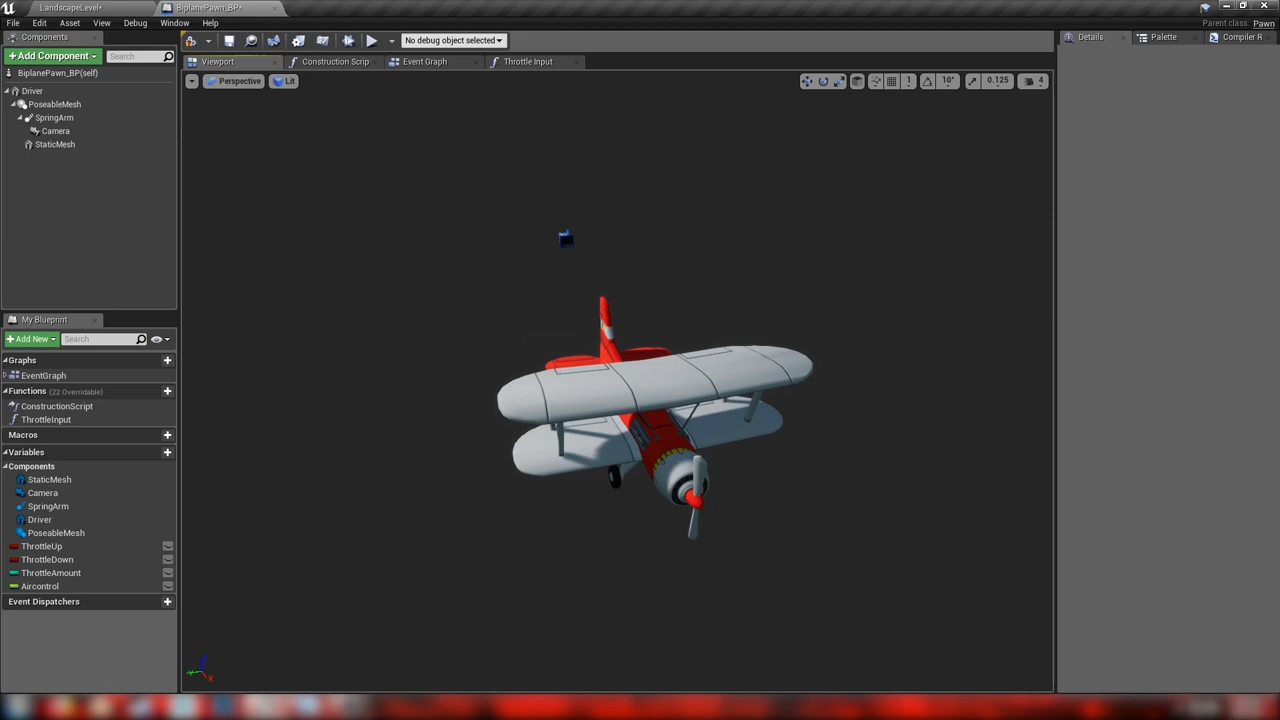 LandscapeLevel*
BiplanePawn_BP*
File Edit Asset View Debug Window Help
Parent class: Pawn
Components
Details
Palette
Compiler R
+ Add Component
Search
No debug object selected
BiplanePawn_BP(self)
Viewport
Construction Scrip
Event Graph
Throttle Input
Perspective
Lit
1
10°
0.125
4
Driver
PoseableMesh
SpringArm
Camera
StaticMesh
My Blueprint
+ Add New
Search
Graphs
EventGraph
Functions (22 Overridable)
ConstructionScript
ThrottleInput
Macros
Variables
Components
StaticMesh
Camera
SpringArm
Driver
PoseableMesh
ThrottleUp
ThrottleDown
ThrottleAmount
Aircontrol
Event Dispatchers